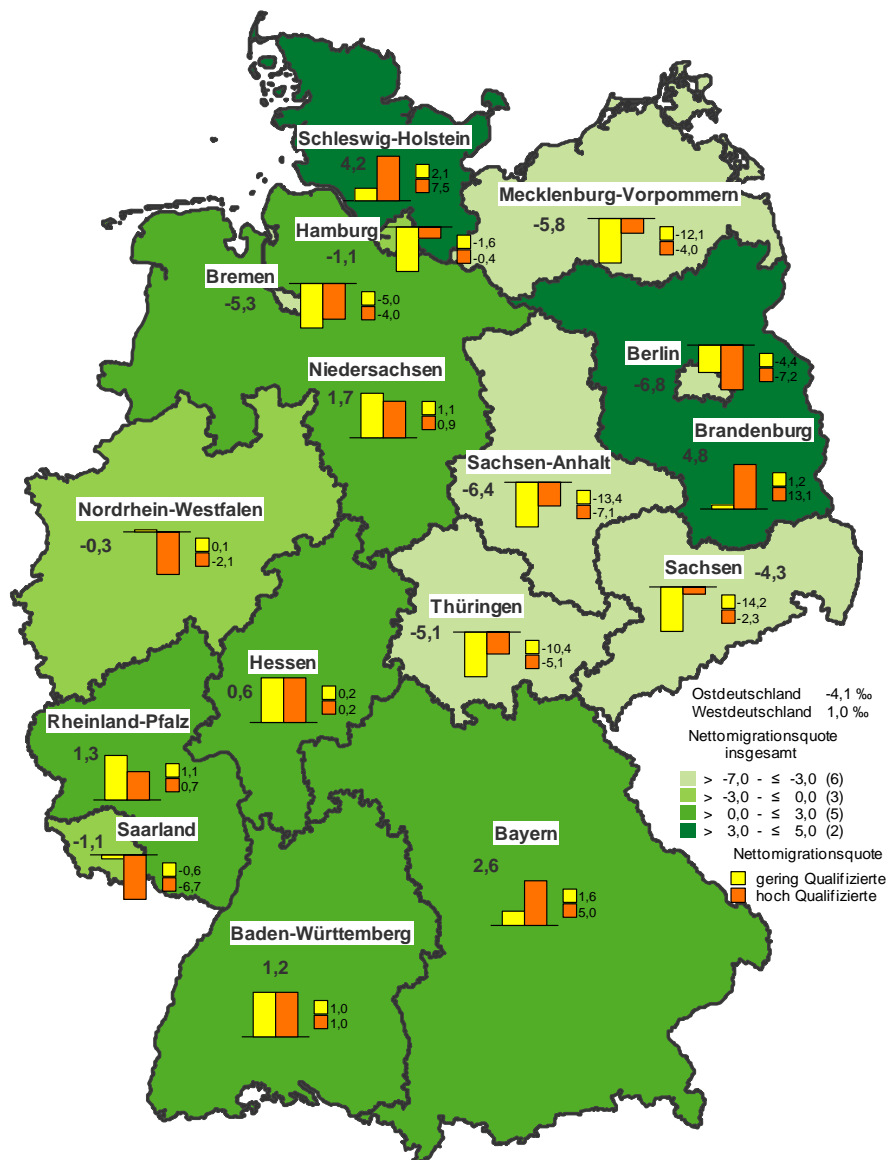 Schleswig-Holstein
4,2
2,1
7,5
Mecklenburg-Vorpommern
-5,8
-12,1
-4,0
Hamburg
-1,1
-1,6
-0,4
Bremen
-5,3
-5,0
-4,0
Berlin
-6,8
-4,4
-7,2
Niedersachsen
1,7
1,1
0,9
Brandenburg
4,8
1,2
13,1
Sachsen-Anhalt
-6,4
-13,4
-7,1
Nordrhein-Westfalen
-0,3
0,1
-2,1
Sachsen
-4,3
-14,2
-2,3
Thüringen
-5,1
-10,4
-5,1
Hessen
0,6
0,2
0,2
Rheinland-Pfalz
1,3
1,1
0,7
Saarland
-1,1
-0,6
-6,7
Bayern
2,6
1,6
5,0
Baden-Württemberg
1,2
1,0
1,0
Ostdeutschland -4,1 ‰
Westdeutschland 1,0 ‰
Nettomigrationsquote
insgesamt
> -7,0 - ≤ -3,0 (6)
> -3,0 - ≤ 0,0 (3)
> 0,0 - ≤ 3,0 (5)
> 3,0 - ≤ 5,0 (2)
Nettomigrationsquote
gering Qualifizierte
hoch Qualifizierte